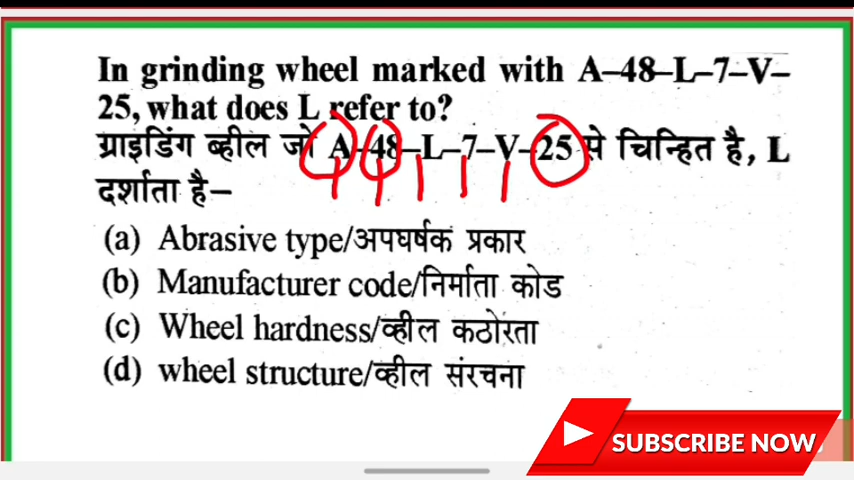 In grinding wheel marked with A–48–L–7–V–
25, what does L refer to?
ग्राइडिंग व्हील जो A–48–L–7–V–25 से चिन्हित है, L
दर्शाता है–
(a) Abrasive type/अपघर्षक प्रकार
(b) Manufacturer code/निर्माता कोड
(c) Wheel hardness/व्हील कठोरता
(d) wheel structure/व्हील संरचना
SUBSCRIBE NOW